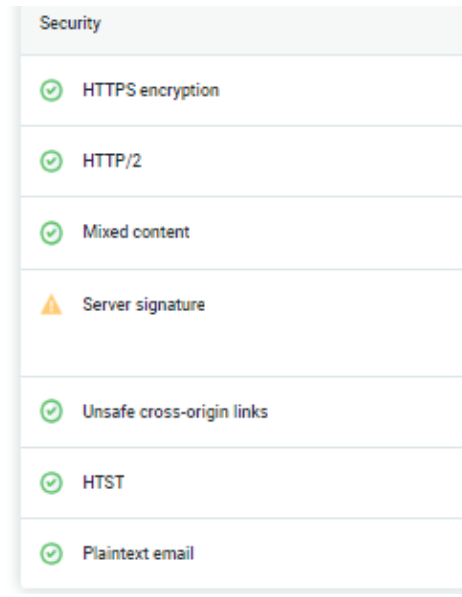 Security
HTTPS encryption
HTTP/2
Mixed content
Server signature
Unsafe cross-origin links
HTST
Plaintext email